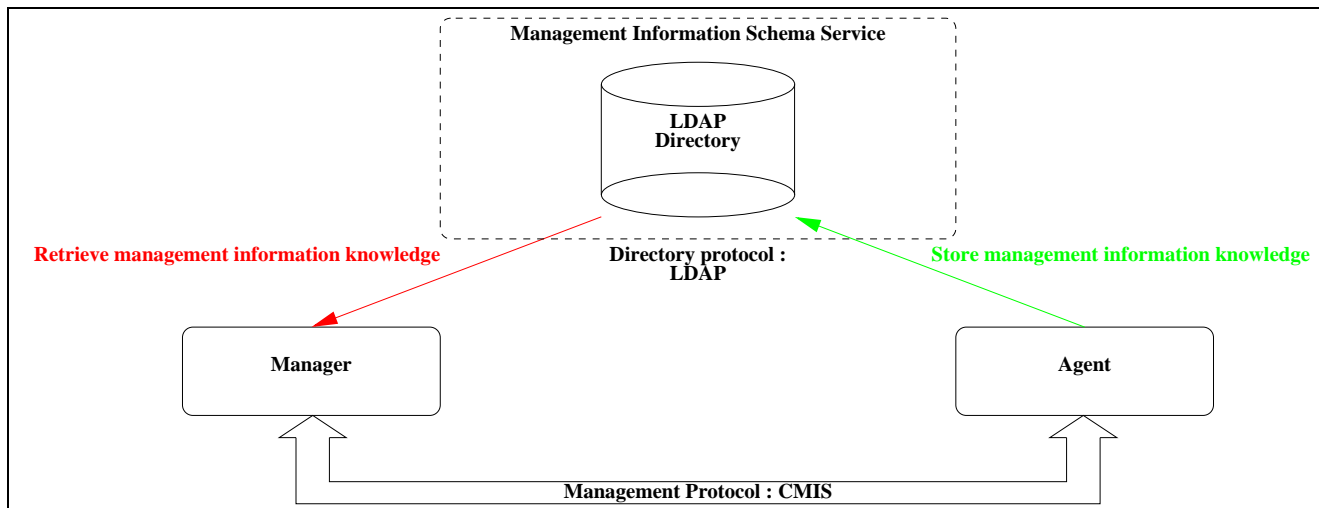 Management Information Schema Service
LDAP
Directory
Retrieve management information knowledge
Directory protocol :
LDAP
Store management information knowledge
Manager
Agent
Management Protocol : CMIS